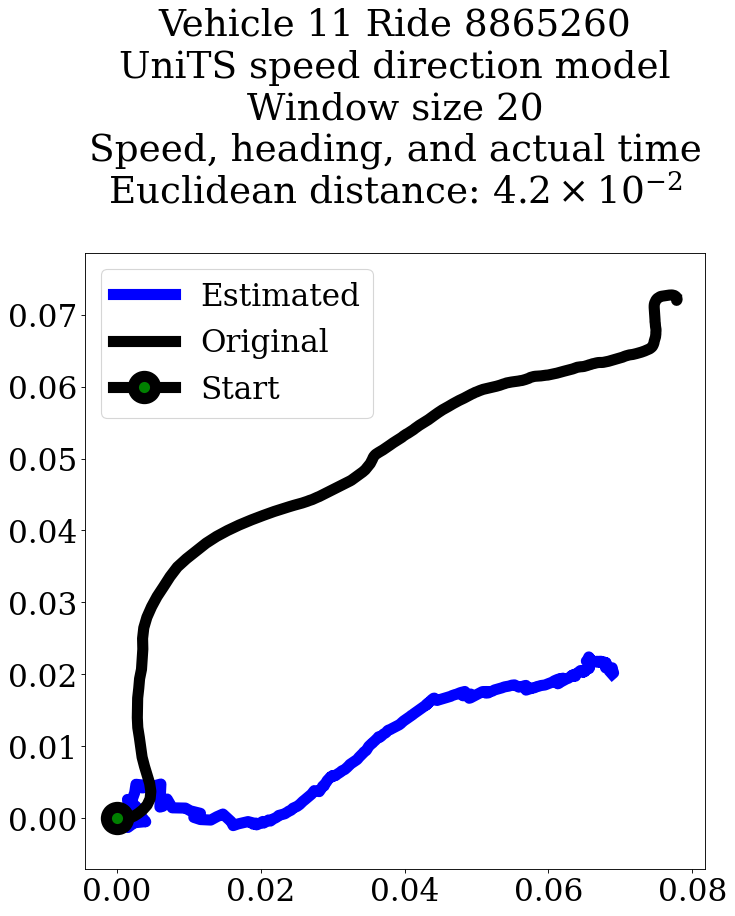 Vehicle 11 Ride 8865260
UniTS speed direction model
Window size 20
Speed, heading, and actual time
Euclidean distance: 4.2 × 10⁻²
Estimated
Original
Start
0.07
0.06
0.05
0.04
0.03
0.02
0.01
0.00
0.00 0.02 0.04 0.06 0.08